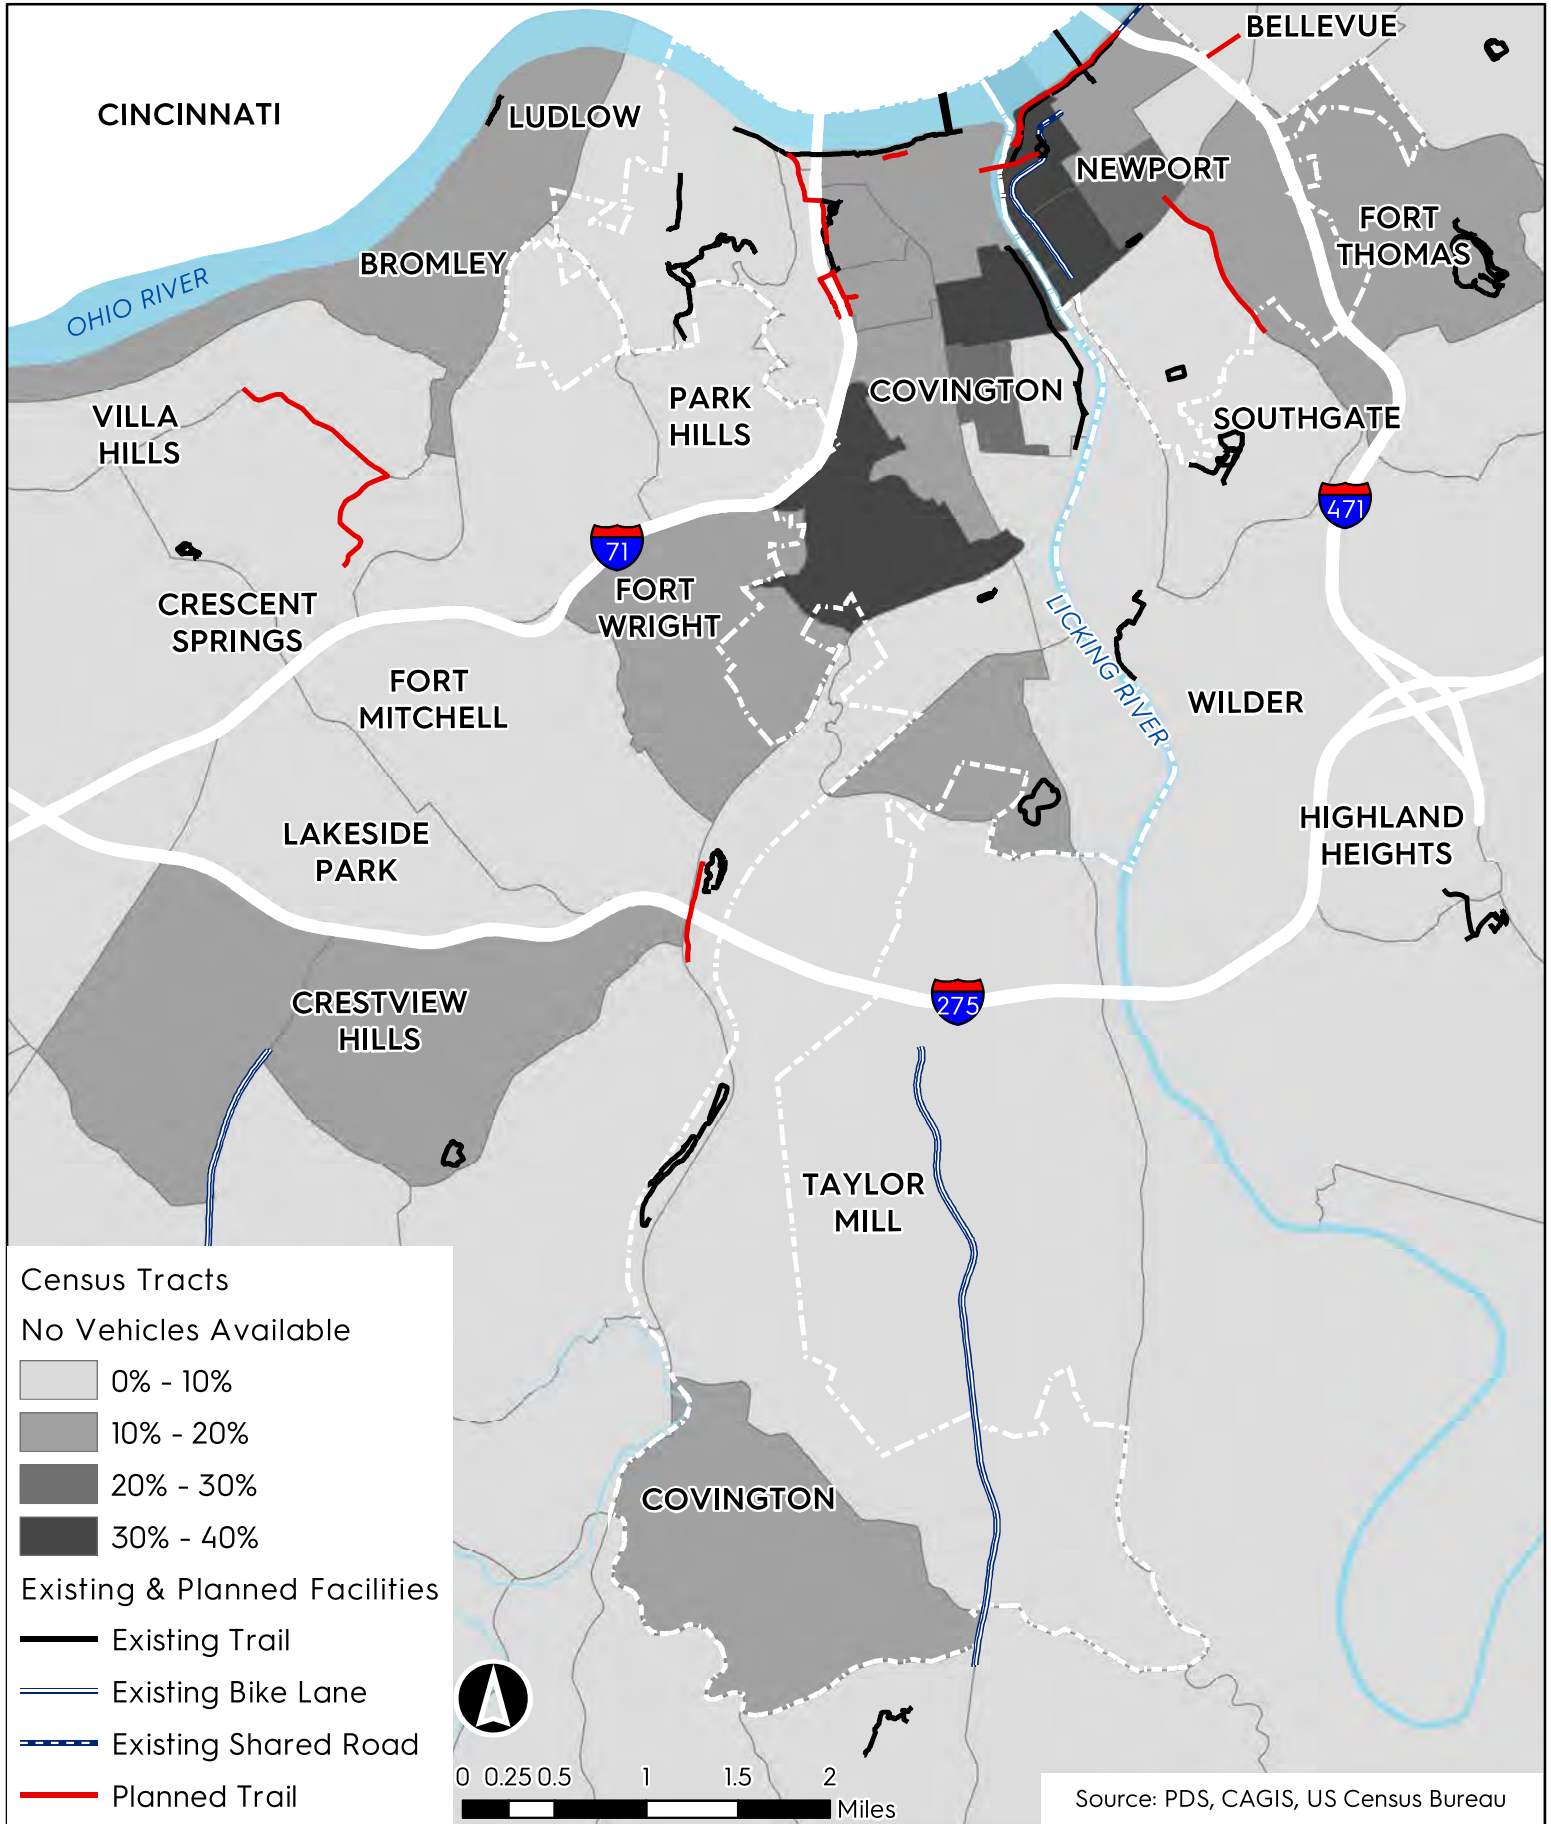 BELLEVUE
CINCINNATI
LUDLOW
NEWPORT
FORT
THOMAS
BROMLEY
OHIO RIVER
PARK
HILLS
COVINGTON
VILLA
HILLS
SOUTHGATE
471
71
CRESCENT
SPRINGS
FORT
WRIGHT
LICKING RIVER
FORT
MITCHELL
WILDER
LAKESIDE
PARK
HIGHLAND
HEIGHTS
CRESTVIEW
HILLS
275
TAYLOR
MILL
COVINGTON
Census Tracts
No Vehicles Available
0% - 10%
10% - 20%
20% - 30%
30% - 40%
Existing & Planned Facilities
Existing Trail
Existing Bike Lane
Existing Shared Road
Planned Trail
0 0.25 0.5 1 1.5 2
Miles
Source: PDS, CAGIS, US Census Bureau